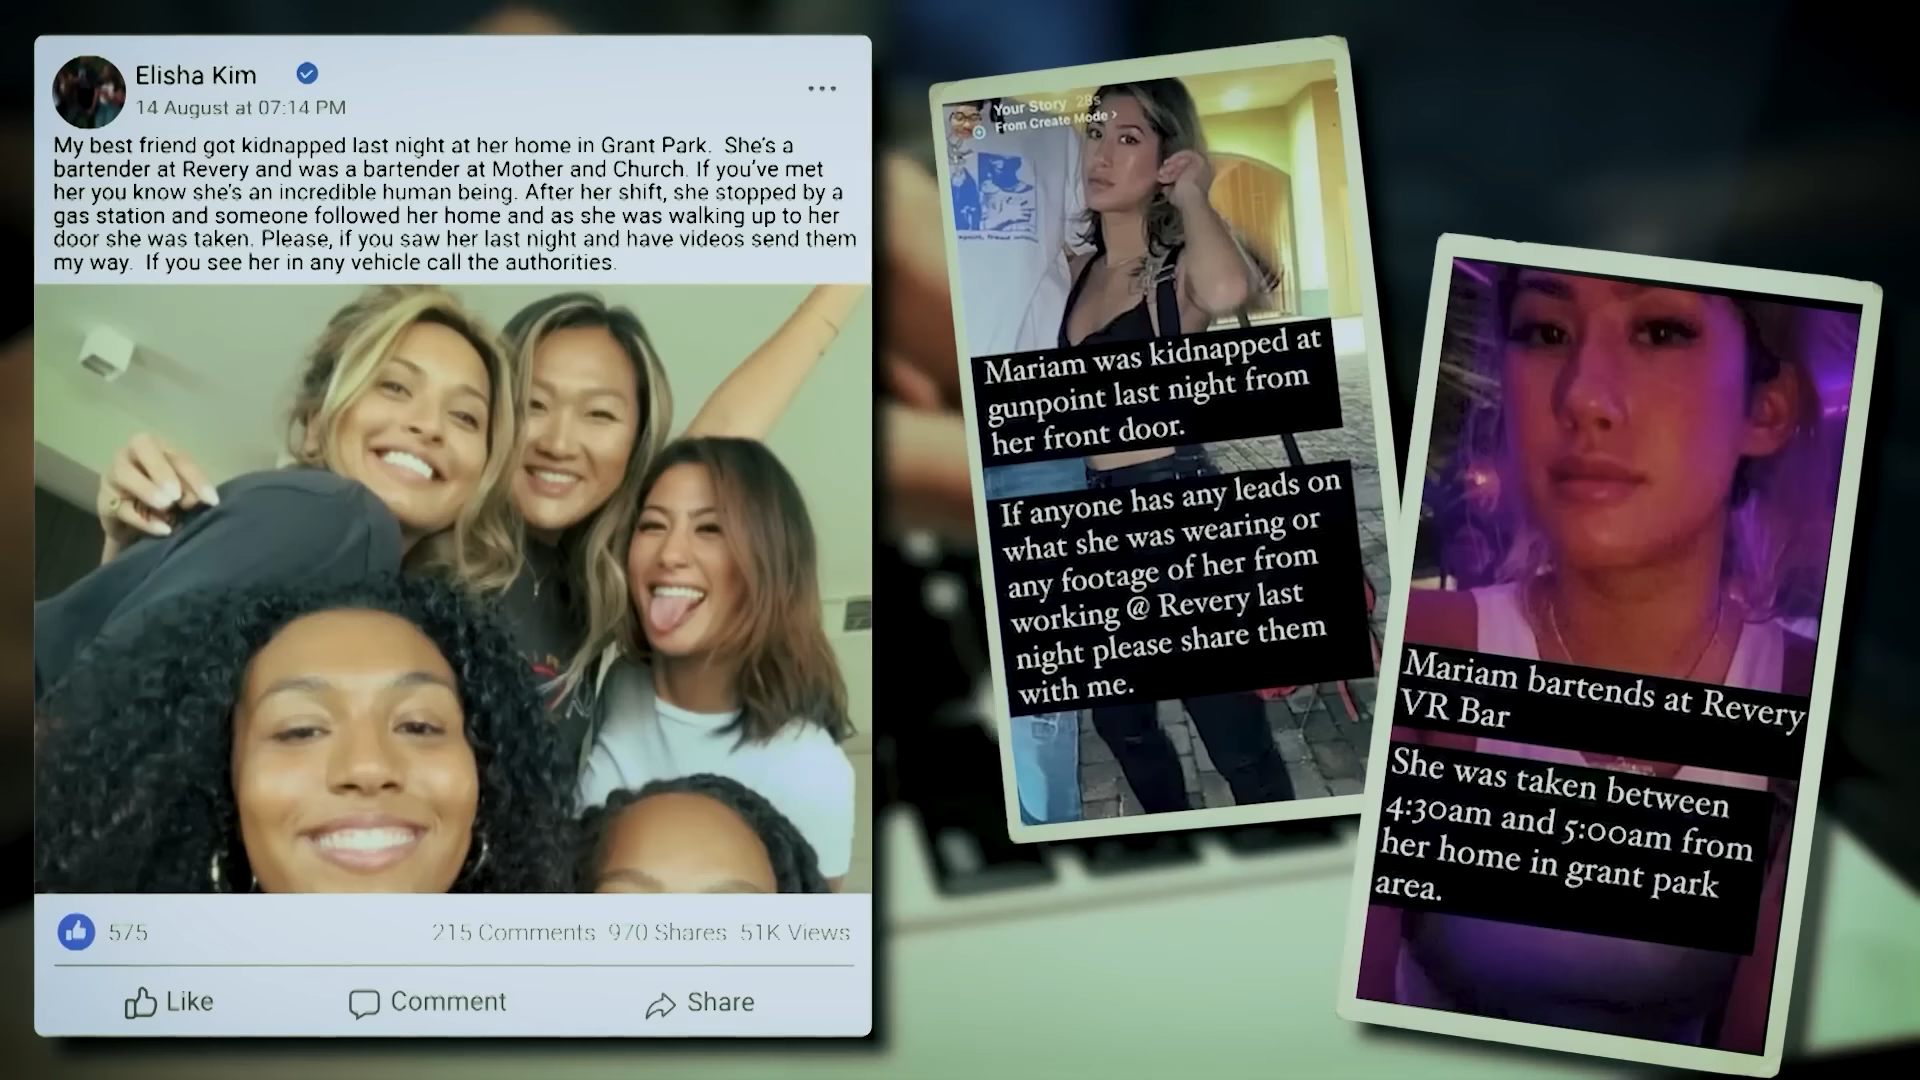 Elisha Kim
14 August at 07:14 PM
My best friend got kidnapped last night at her home in Grant Park. She's a
bartender at Revery and was a bartender at Mother and Church. If you've met
her you know she's an incredible human being. After her shift, she stopped by a
gas station and someone followed her home and as she was walking up to her
door she was taken. Please, if you saw her last night and have videos send them
my way. If you see her in any vehicle call the authorities.
575
215 Comments 970 Shares 51K Views
Like
Comment
Share
Your Story 28s
From Create Mode >
Mariam was kidnapped at
gunpoint last night from
her front door.
If anyone has any leads on
what she was wearing or
any footage of her from
working @ Revery last
night please share them
with me.
Mariam bartends at Revery
VR Bar
She was taken between
4:30am and 5:00am from
her home in grant park
area.